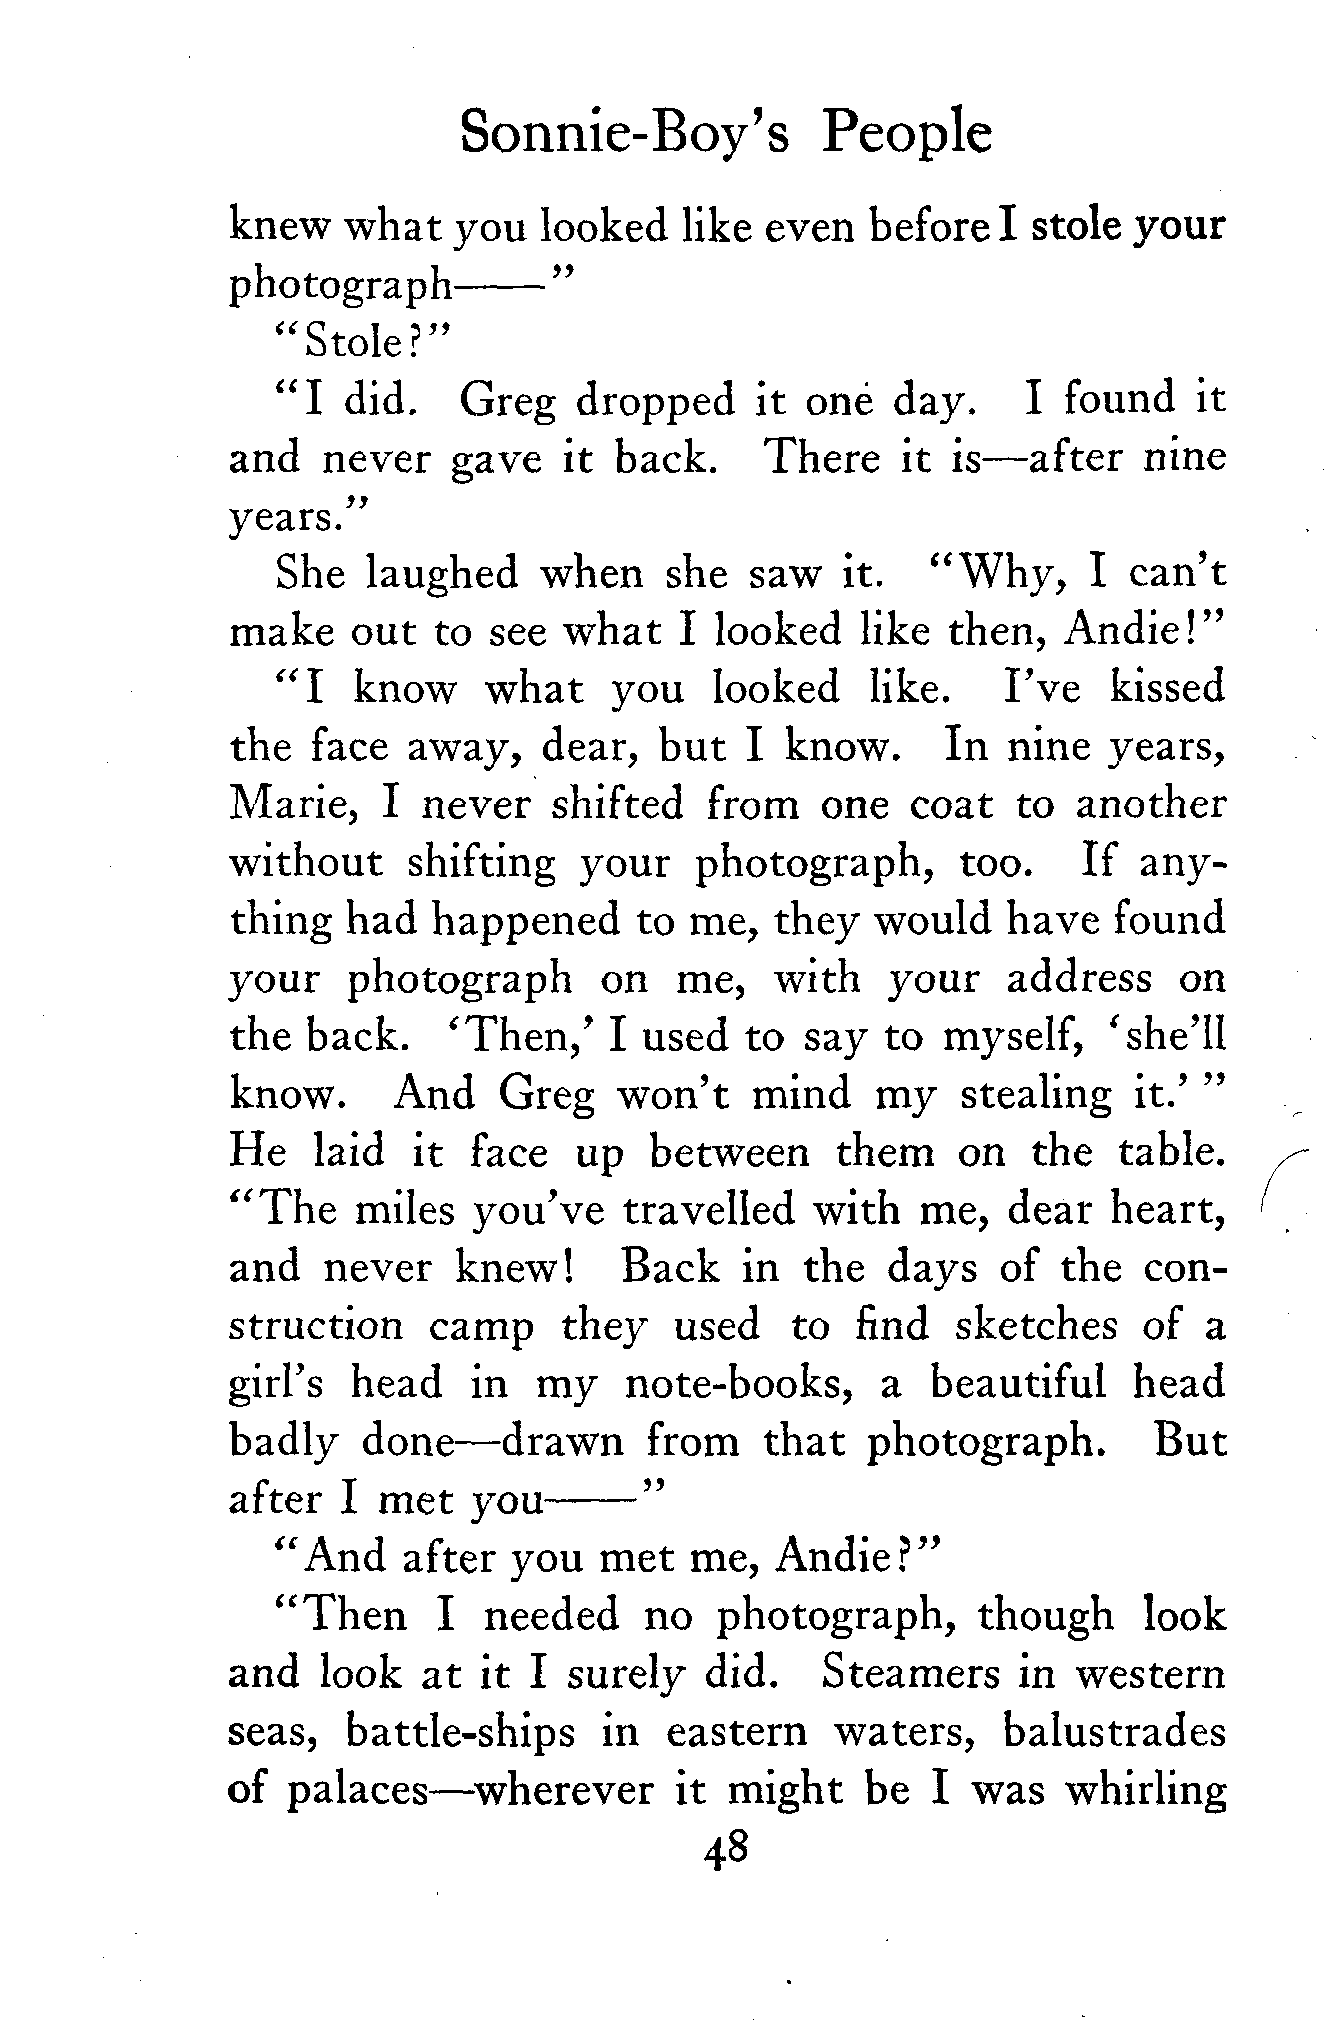 Sonnie-Boy's People
knew what you looked like even before I stole your
photograph——"
"Stole?"
"I did. Greg dropped it one day. I found it
and never gave it back. There it is—after nine
years."
She laughed when she saw it. "Why, I can't
make out to see what I looked like then, Andie!"
"I know what you looked like. I've kissed
the face away, dear, but I know. In nine years,
Marie, I never shifted from one coat to another
without shifting your photograph, too. If any-
thing had happened to me, they would have found
your photograph on me, with your address on
the back. 'Then,' I used to say to myself, 'she'll
know. And Greg won't mind my stealing it.' "
He laid it face up between them on the table.
"The miles you've travelled with me, dear heart,
and never knew! Back in the days of the con-
struction camp they used to find sketches of a
girl's head in my note-books, a beautiful head
badly done—drawn from that photograph. But
after I met you——"
"And after you met me, Andie?"
"Then I needed no photograph, though look
and look at it I surely did. Steamers in western
seas, battle-ships in eastern waters, balustrades
of palaces—wherever it might be I was whirling
48